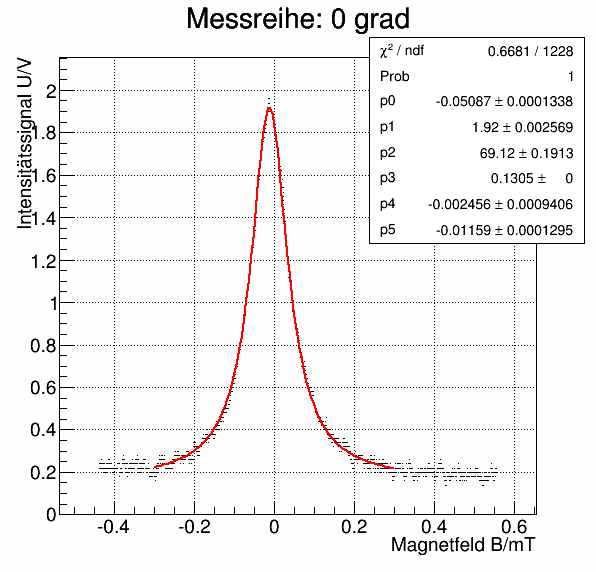 Messreihe: 0 grad
χ² / ndf 0.6681 / 1228
Prob 1
p0 -0.05087 ± 0.0001338
p1 1.92 ± 0.002569
p2 69.12 ± 0.1913
p3 0.1305 ± 0
p4 -0.002456 ± 0.0009406
p5 -0.01159 ± 0.0001295
Intensitätssignal U/V
2
1.8
1.6
1.4
1.2
1
0.8
0.6
0.4
0.2
0
-0.4 -0.2 0 0.2 0.4 0.6
Magnetfeld B/mT